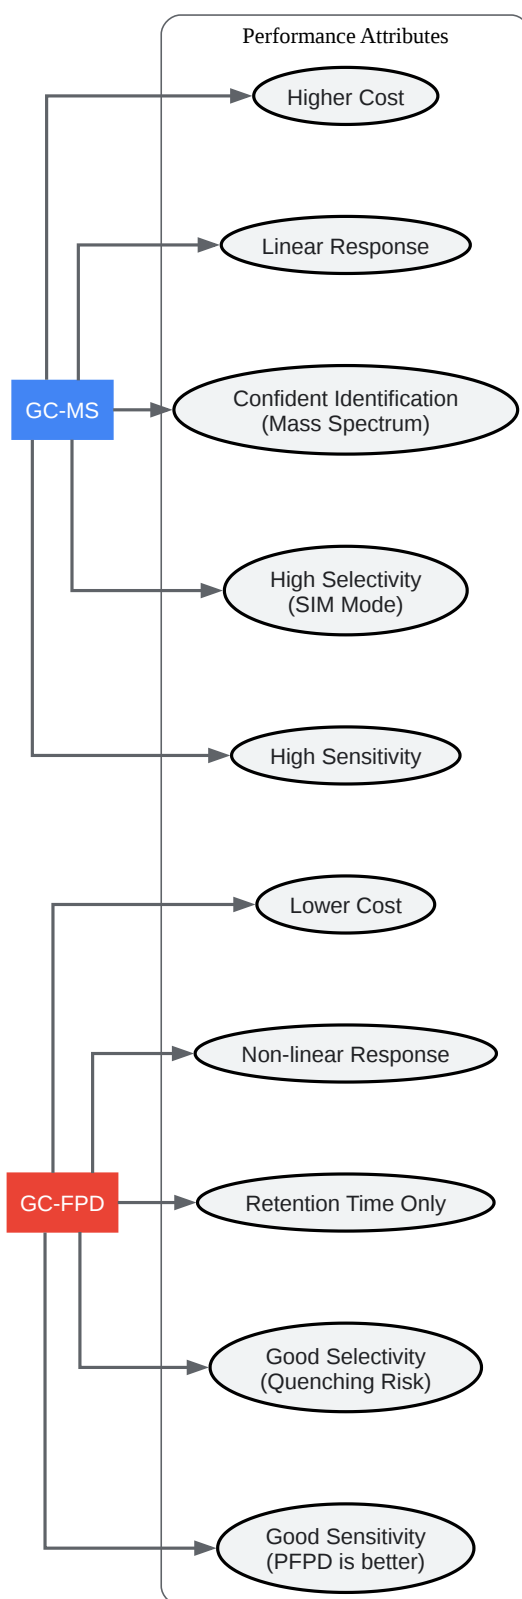 Performance Attributes
Higher Cost
Linear Response
GC-MS
Confident Identification
(Mass Spectrum)
High Selectivity
(SIM Mode)
High Sensitivity
Lower Cost
Non-linear Response
GC-FPD
Retention Time Only
Good Selectivity
(Quenching Risk)
Good Sensitivity
(PFPD is better)